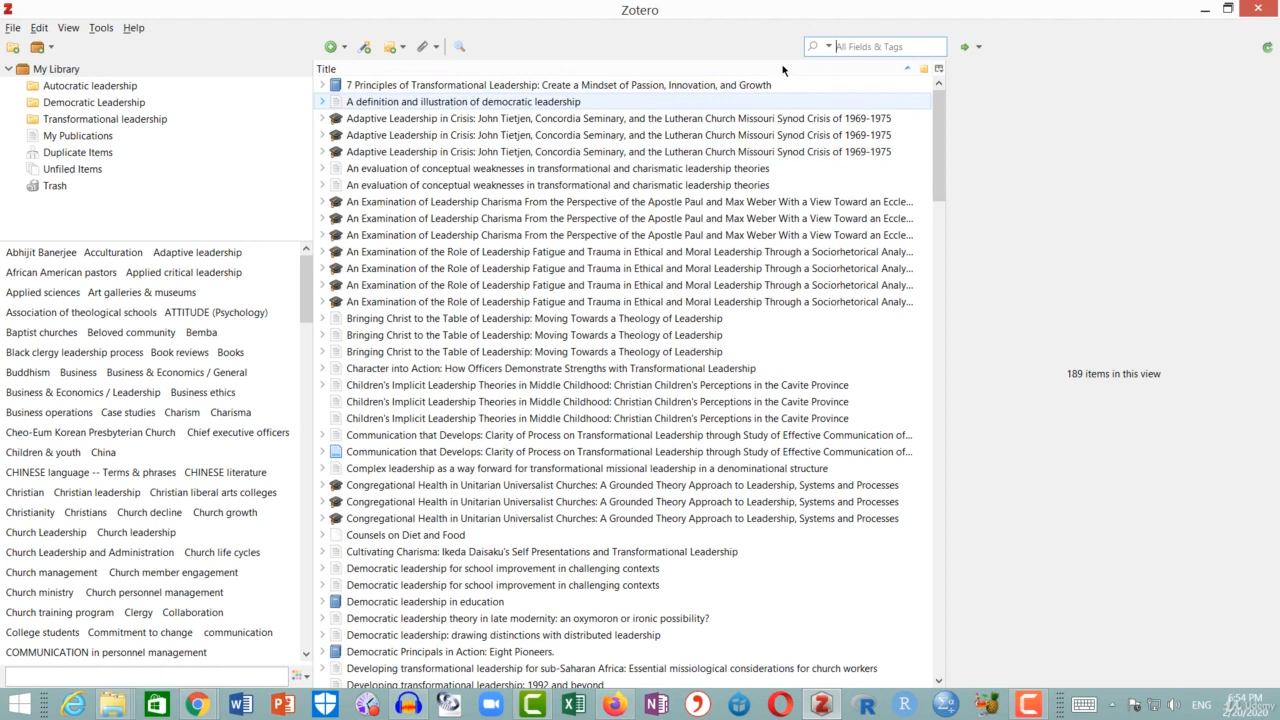 Zotero
File Edit View Tools Help
All Fields & Tags
My Library
Autocratic leadership
Democratic Leadership
Transformational leadership
My Publications
Duplicate Items
Unfiled Items
Trash
Abhijit Banerjee Acculturation Adaptive leadership
African American pastors Applied critical leadership
Applied sciences Art galleries & museums
Association of theological schools ATTITUDE (Psychology)
Baptist churches Beloved community Bemba
Black clergy leadership process Book reviews Books
Buddhism Business Business & Economics / General
Business & Economics / Leadership Business ethics
Business operations Case studies Charism Charisma
Cheo-Eum Korean Presbyterian Church Chief executive officers
Children & youth China
CHINESE language -- Terms & phrases CHINESE literature
Christian Christian leadership Christian liberal arts colleges
Christianity Christians Church decline Church growth
Church Leadership Church leadership
Church Leadership and Administration Church life cycles
Church management Church member engagement
Church ministry Church personnel management
Church training program Clergy Collaboration
College students Commitment to change communication
COMMUNICATION in personnel management
Title
7 Principles of Transformational Leadership: Create a Mindset of Passion, Innovation, and Growth
A definition and illustration of democratic leadership
Adaptive Leadership in Crisis: John Tietjen, Concordia Seminary, and the Lutheran Church Missouri Synod Crisis of 1969-1975
Adaptive Leadership in Crisis: John Tietjen, Concordia Seminary, and the Lutheran Church Missouri Synod Crisis of 1969-1975
Adaptive Leadership in Crisis: John Tietjen, Concordia Seminary, and the Lutheran Church Missouri Synod Crisis of 1969-1975
An evaluation of conceptual weaknesses in transformational and charismatic leadership theories
An evaluation of conceptual weaknesses in transformational and charismatic leadership theories
An Examination of Leadership Charisma From the Perspective of the Apostle Paul and Max Weber With a View Toward an Eccle...
An Examination of Leadership Charisma From the Perspective of the Apostle Paul and Max Weber With a View Toward an Eccle...
An Examination of Leadership Charisma From the Perspective of the Apostle Paul and Max Weber With a View Toward an Eccle...
An Examination of the Role of Leadership Fatigue and Trauma in Ethical and Moral Leadership Through a Sociorhetorical Analy...
An Examination of the Role of Leadership Fatigue and Trauma in Ethical and Moral Leadership Through a Sociorhetorical Analy...
An Examination of the Role of Leadership Fatigue and Trauma in Ethical and Moral Leadership Through a Sociorhetorical Analy...
An Examination of the Role of Leadership Fatigue and Trauma in Ethical and Moral Leadership Through a Sociorhetorical Analy...
Bringing Christ to the Table of Leadership: Moving Towards a Theology of Leadership
Bringing Christ to the Table of Leadership: Moving Towards a Theology of Leadership
Bringing Christ to the Table of Leadership: Moving Towards a Theology of Leadership
Character into Action: How Officers Demonstrate Strengths with Transformational Leadership
Children's Implicit Leadership Theories in Middle Childhood: Christian Children's Perceptions in the Cavite Province
Children's Implicit Leadership Theories in Middle Childhood: Christian Children's Perceptions in the Cavite Province
Children's Implicit Leadership Theories in Middle Childhood: Christian Children's Perceptions in the Cavite Province
Communication that Develops: Clarity of Process on Transformational Leadership through Study of Effective Communication of...
Communication that Develops: Clarity of Process on Transformational Leadership through Study of Effective Communication of...
Complex leadership as a way forward for transformational missional leadership in a denominational structure
Congregational Health in Unitarian Universalist Churches: A Grounded Theory Approach to Leadership, Systems and Processes
Congregational Health in Unitarian Universalist Churches: A Grounded Theory Approach to Leadership, Systems and Processes
Congregational Health in Unitarian Universalist Churches: A Grounded Theory Approach to Leadership, Systems and Processes
Counsels on Diet and Food
Cultivating Charisma: Ikeda Daisaku's Self Presentations and Transformational Leadership
Democratic leadership for school improvement in challenging contexts
Democratic leadership for school improvement in challenging contexts
Democratic leadership in education
Democratic leadership theory in late modernity: an oxymoron or ironic possibility?
Democratic leadership: drawing distinctions with distributed leadership
Democratic Principals in Action: Eight Pioneers.
Developing transformational leadership for sub-Saharan Africa: Essential missiological considerations for church workers
Developing transformational leadership: 1992 and beyond
189 items in this view
ENG
6:54 PM
2/20/2020
Udemy